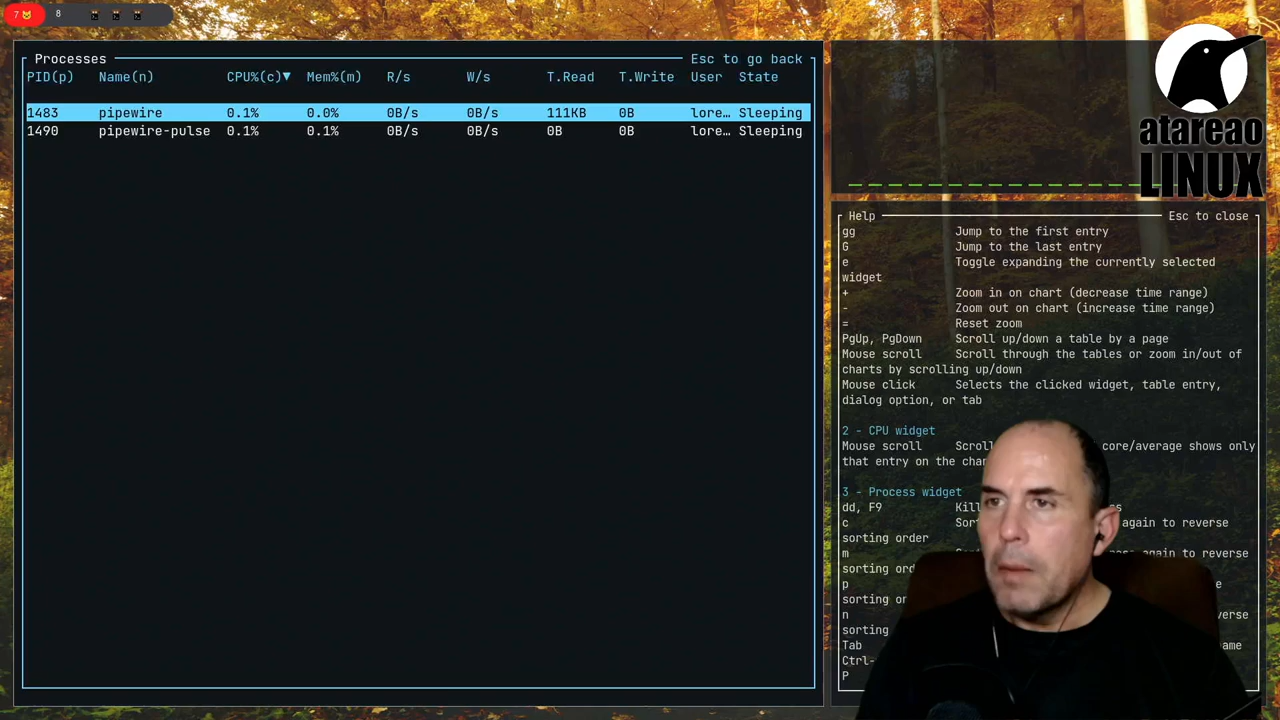 7 8
Processes Esc to go back
PID(p) Name(n) CPU%(c)▼ Mem%(m) R/s W/s T.Read T.Write User State
1483 pipewire 0.1% 0.0% 0B/s 0B/s 111KB 0B lore… Sleeping
1490 pipewire-pulse 0.1% 0.1% 0B/s 0B/s 0B 0B lore… Sleeping
atareao
LINUX
Help Esc to close
gg Jump to the first entry
G Jump to the last entry
e Toggle expanding the currently selected
widget
+ Zoom in on chart (decrease time range)
- Zoom out on chart (increase time range)
= Reset zoom
PgUp, PgDown Scroll up/down a table by a page
Mouse scroll Scroll through the tables or zoom in/out of
charts by scrolling up/down
Mouse click Selects the clicked widget, table entry,
dialog option, or tab
2 - CPU widget
Mouse scroll core/average shows only
that entry on the
3 - Process widget
dd, F9
c again to reverse
sorting order
m again to reverse
sorting
p
sorting
n reverse
sorting
Tab
Ctrl-
P